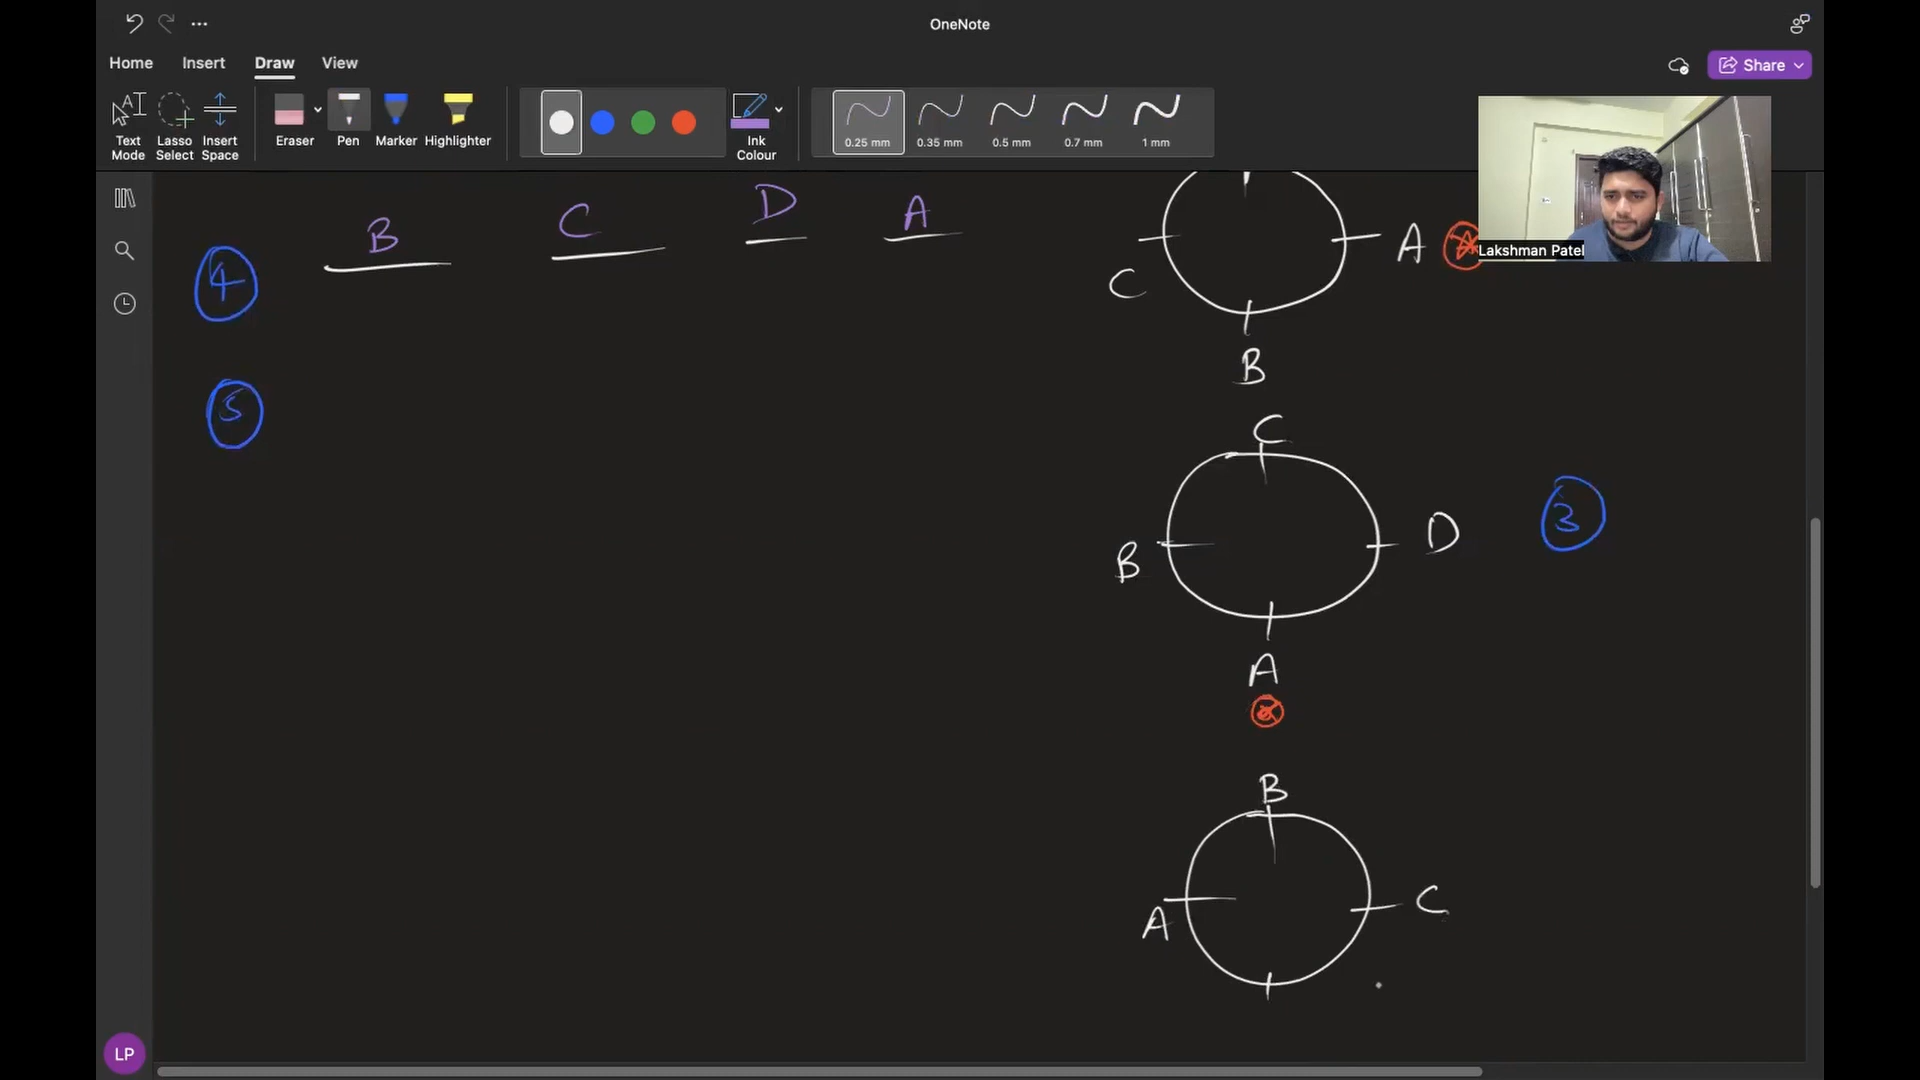 OneNote
Home Insert Draw View
Share
Text Mode
Lasso Select
Insert Space
Eraser
Pen
Marker
Highlighter
Ink Colour
0.25 mm
0.35 mm
0.5 mm
0.7 mm
1 mm
Lakshman Patel
B C D A
4
5
C A
B
C
B D
A
3
B
A C
LP